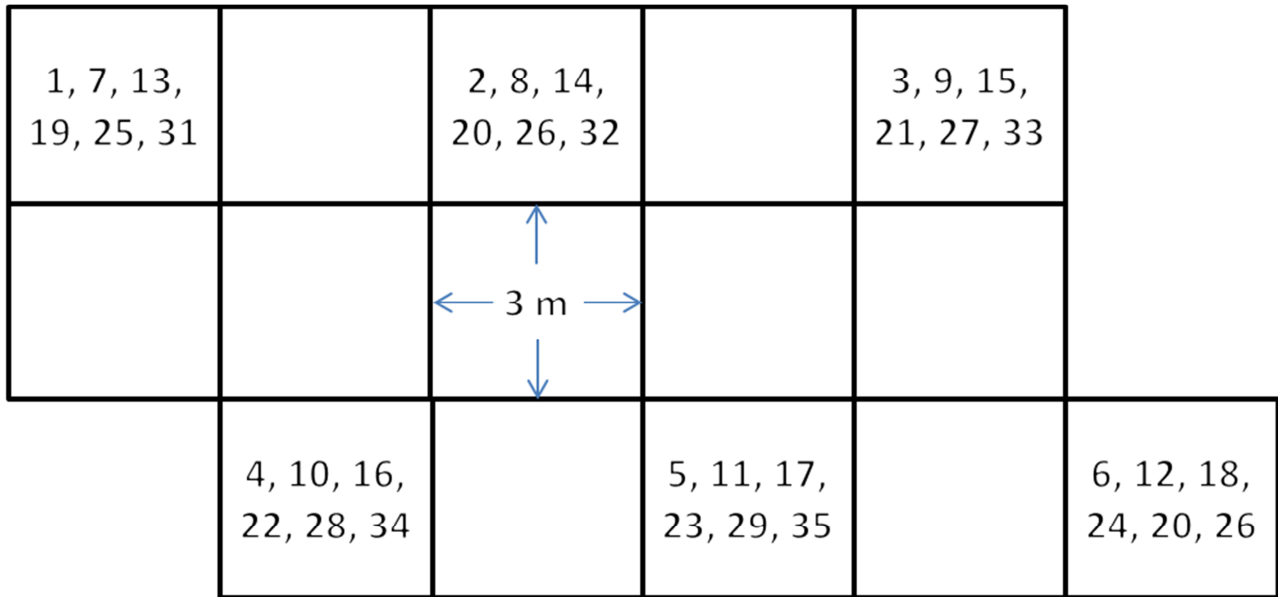 1, 7, 13,
19, 25, 31
2, 8, 14,
20, 26, 32
3, 9, 15,
21, 27, 33
3 m
4, 10, 16,
22, 28, 34
5, 11, 17,
23, 29, 35
6, 12, 18,
24, 20, 26